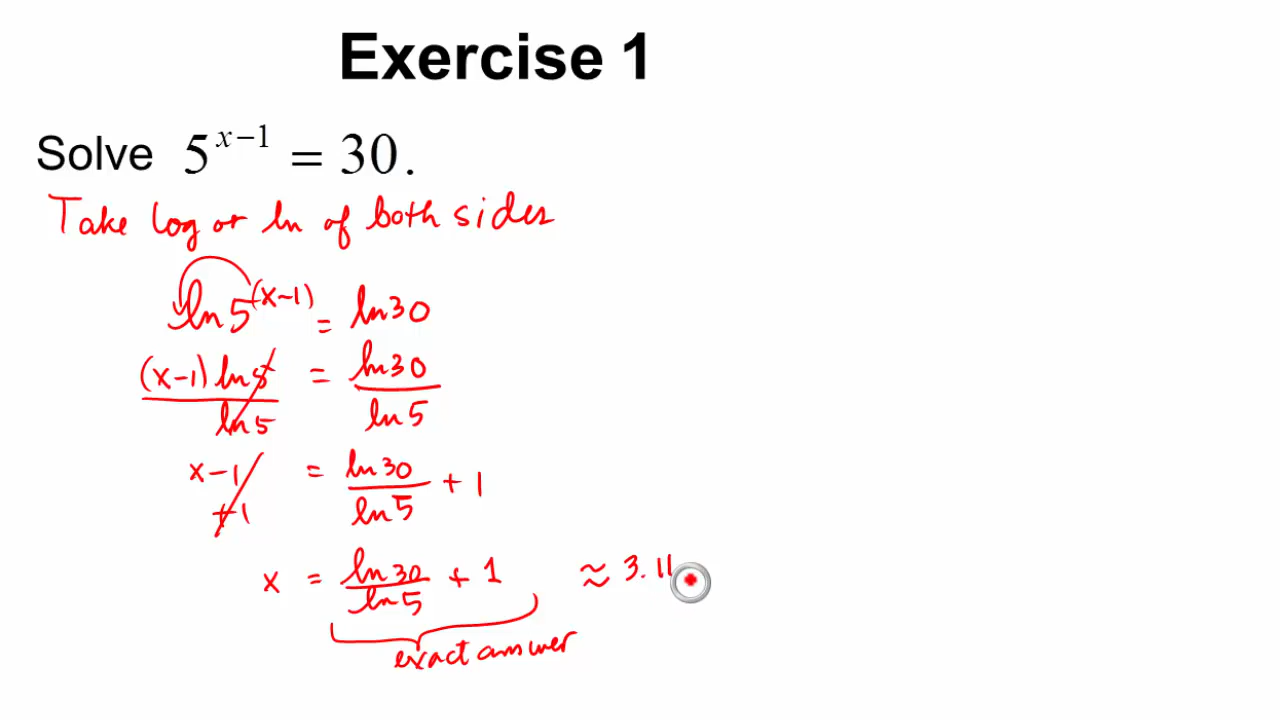 Exercise 1
Solve 5^{x-1} = 30.
Take log or ln of both sides
ln 5^{(x-1)} = ln 30
(x-1) ln 5 / ln 5 = ln 30 / ln 5
x - 1 = ln 30 / ln 5 + 1
+1
x = ln 30 / ln 5 + 1 ≈ 3.11
exact answer